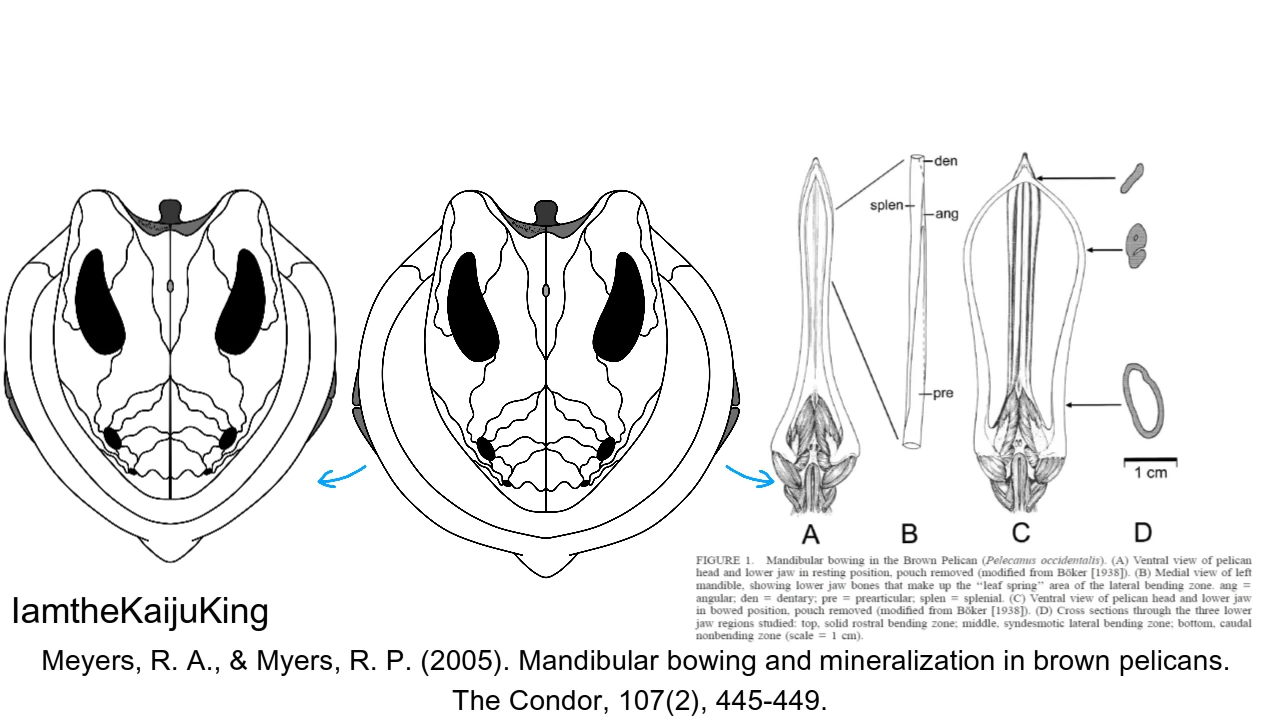 den
splen
ang
pre
1 cm
A B C D
FIGURE 1. Mandibular bowing in the Brown Pelican (Pelecanus occidentalis). (A) Ventral view of pelican
head and lower jaw in resting position, pouch removed (modified from Böker [1938]). (B) Medial view of left
mandible, showing lower jaw bones that make up the “leaf spring” area of the lateral bending zone. ang =
angular; den = dentary; pre = prearticular; splen = splenial. (C) Ventral view of pelican head and lower jaw
in bowed position, pouch removed (modified from Böker [1938]). (D) Cross sections through the three lower
jaw regions studied: top, solid rostral bending zone; middle, syndesmotic lateral bending zone; bottom, caudal
nonbending zone (scale = 1 cm).
IamtheKaijuKing
Meyers, R. A., & Myers, R. P. (2005). Mandibular bowing and mineralization in brown pelicans.
The Condor, 107(2), 445-449.